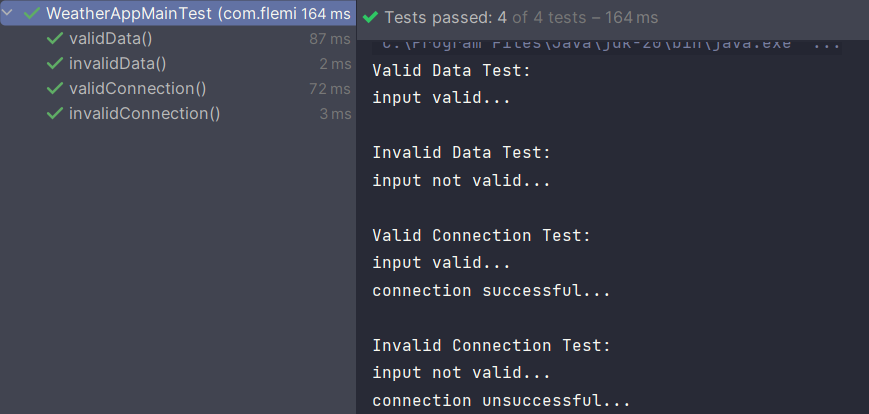 WeatherAppMainTest (com.flemi 164 ms
validData() 87 ms
invalidData() 2 ms
validConnection() 72 ms
invalidConnection() 3 ms
Tests passed: 4 of 4 tests – 164 ms
"C:\Program Files\Java\jdk-20\bin\java.exe" ...
Valid Data Test:
input valid...
Invalid Data Test:
input not valid...
Valid Connection Test:
input valid...
connection successful...
Invalid Connection Test:
input not valid...
connection unsuccessful...